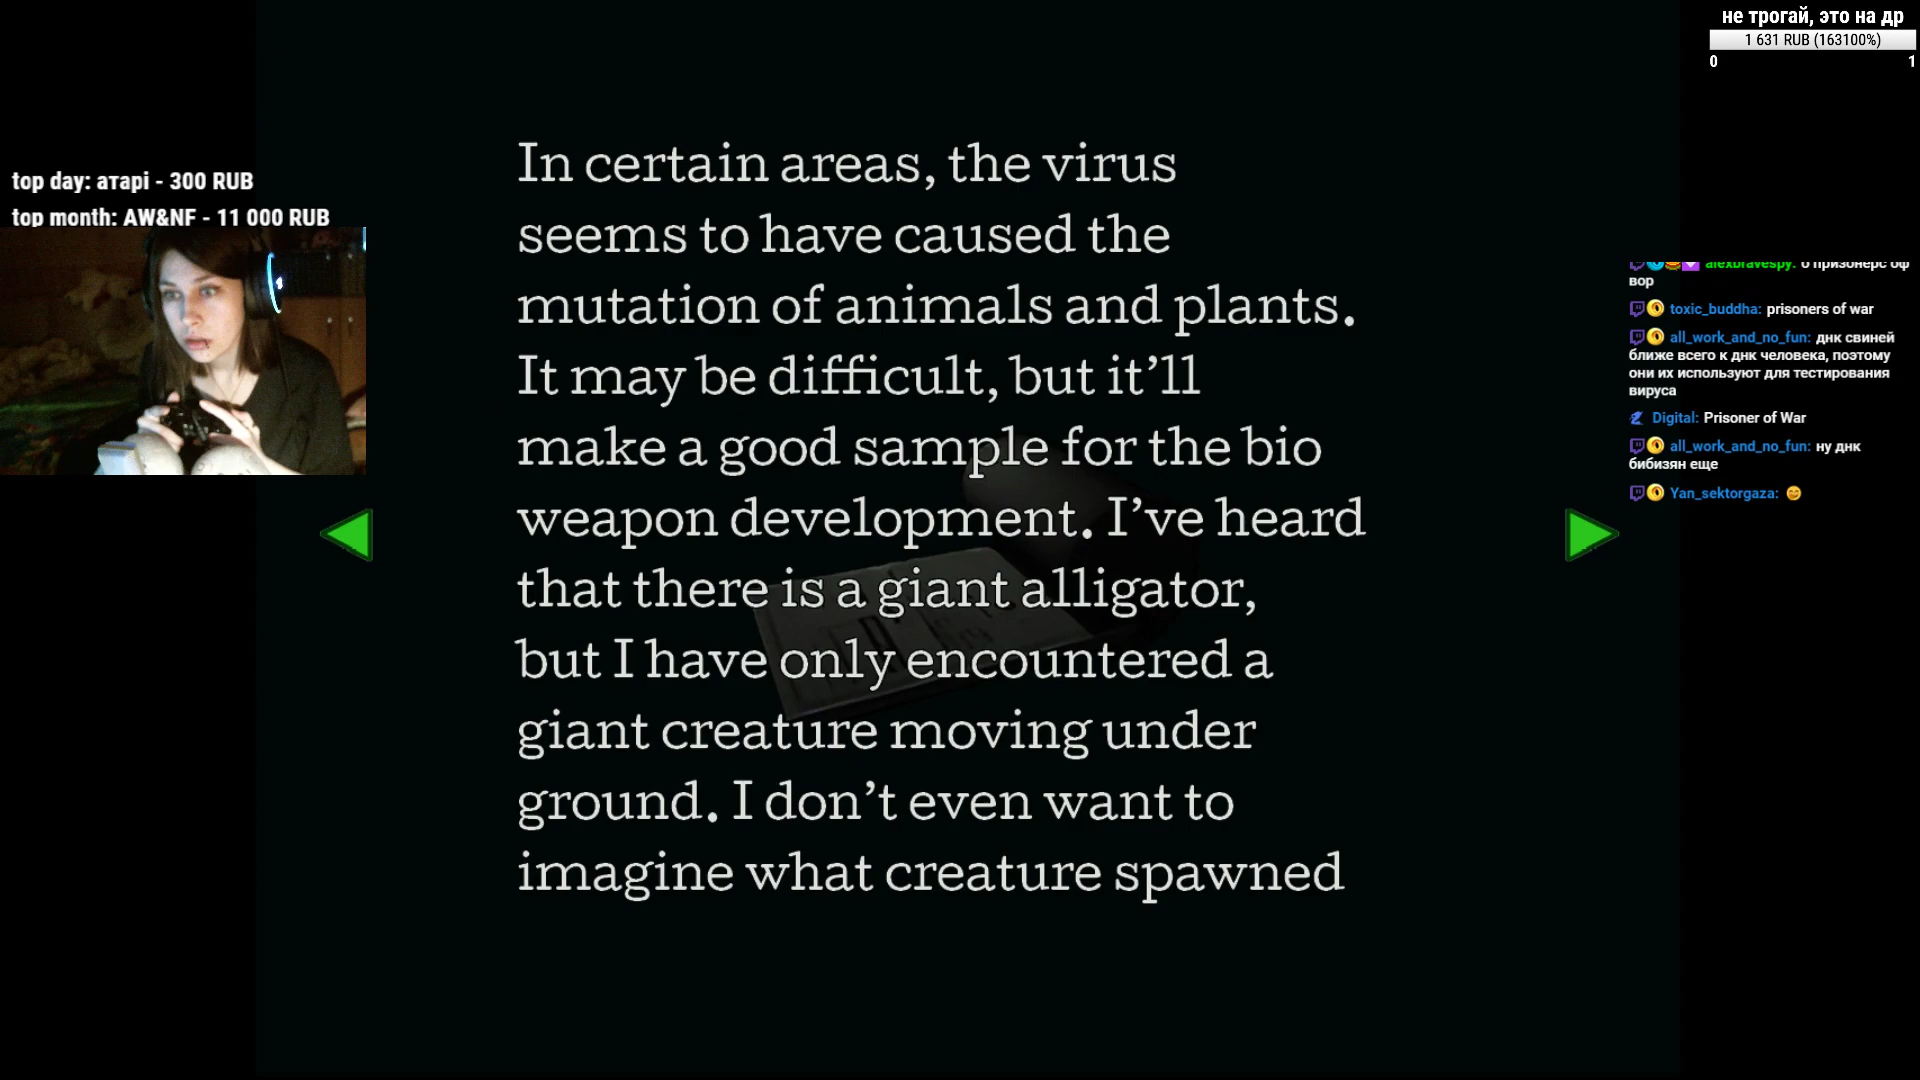 не трогай, это на др
1 631 RUB (163100%)
0 1
top day: атарі - 300 RUB
top month: AW&NF - 11 000 RUB
In certain areas, the virus
seems to have caused the
mutation of animals and plants.
It may be difficult, but it’ll
make a good sample for the bio
weapon development. I’ve heard
that there is a giant alligator,
but I have only encountered a
giant creature moving under
ground. I don’t even want to
imagine what creature spawned
alexbravespy: о призонерс оф
вор
toxic_buddha: prisoners of war
all_work_and_no_fun: днк свиней
ближе всего к днк человека, поэтому
они их используют для тестирования
вируса
Digital: Prisoner of War
all_work_and_no_fun: ну днк
бибизян еще
Yan_sektorgaza: